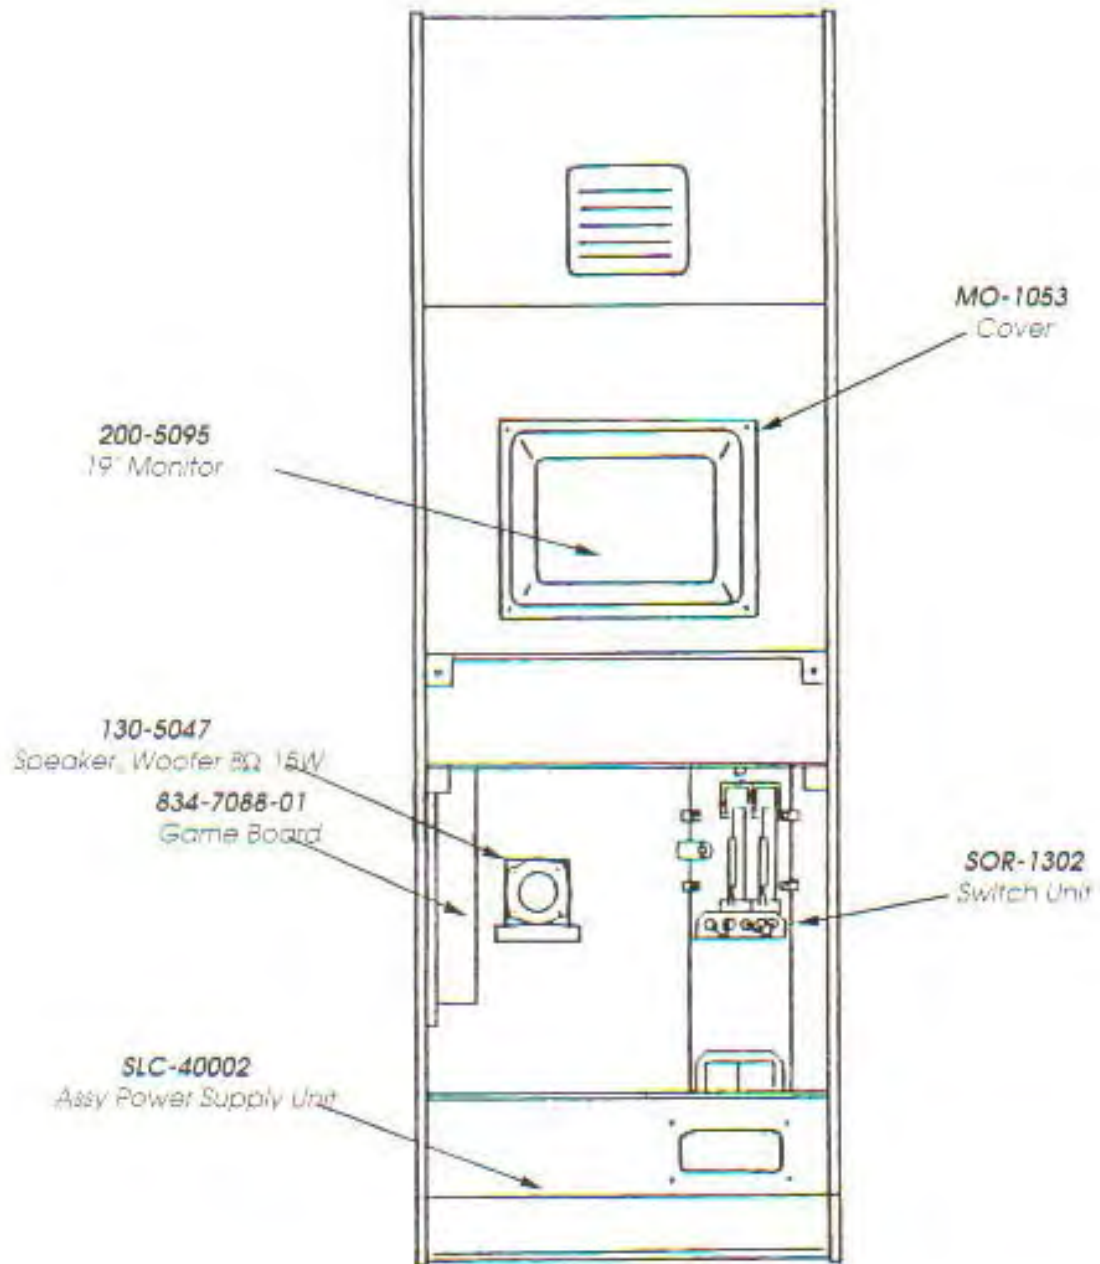 MO-1053
Cover
200-5095
19" Monitor
130-5047
Speaker, Woofer 8Ω 15W
834-7088-01
Game Board
SOR-1302
Switch Unit
SLC-40002
Assy Power Supply Unit